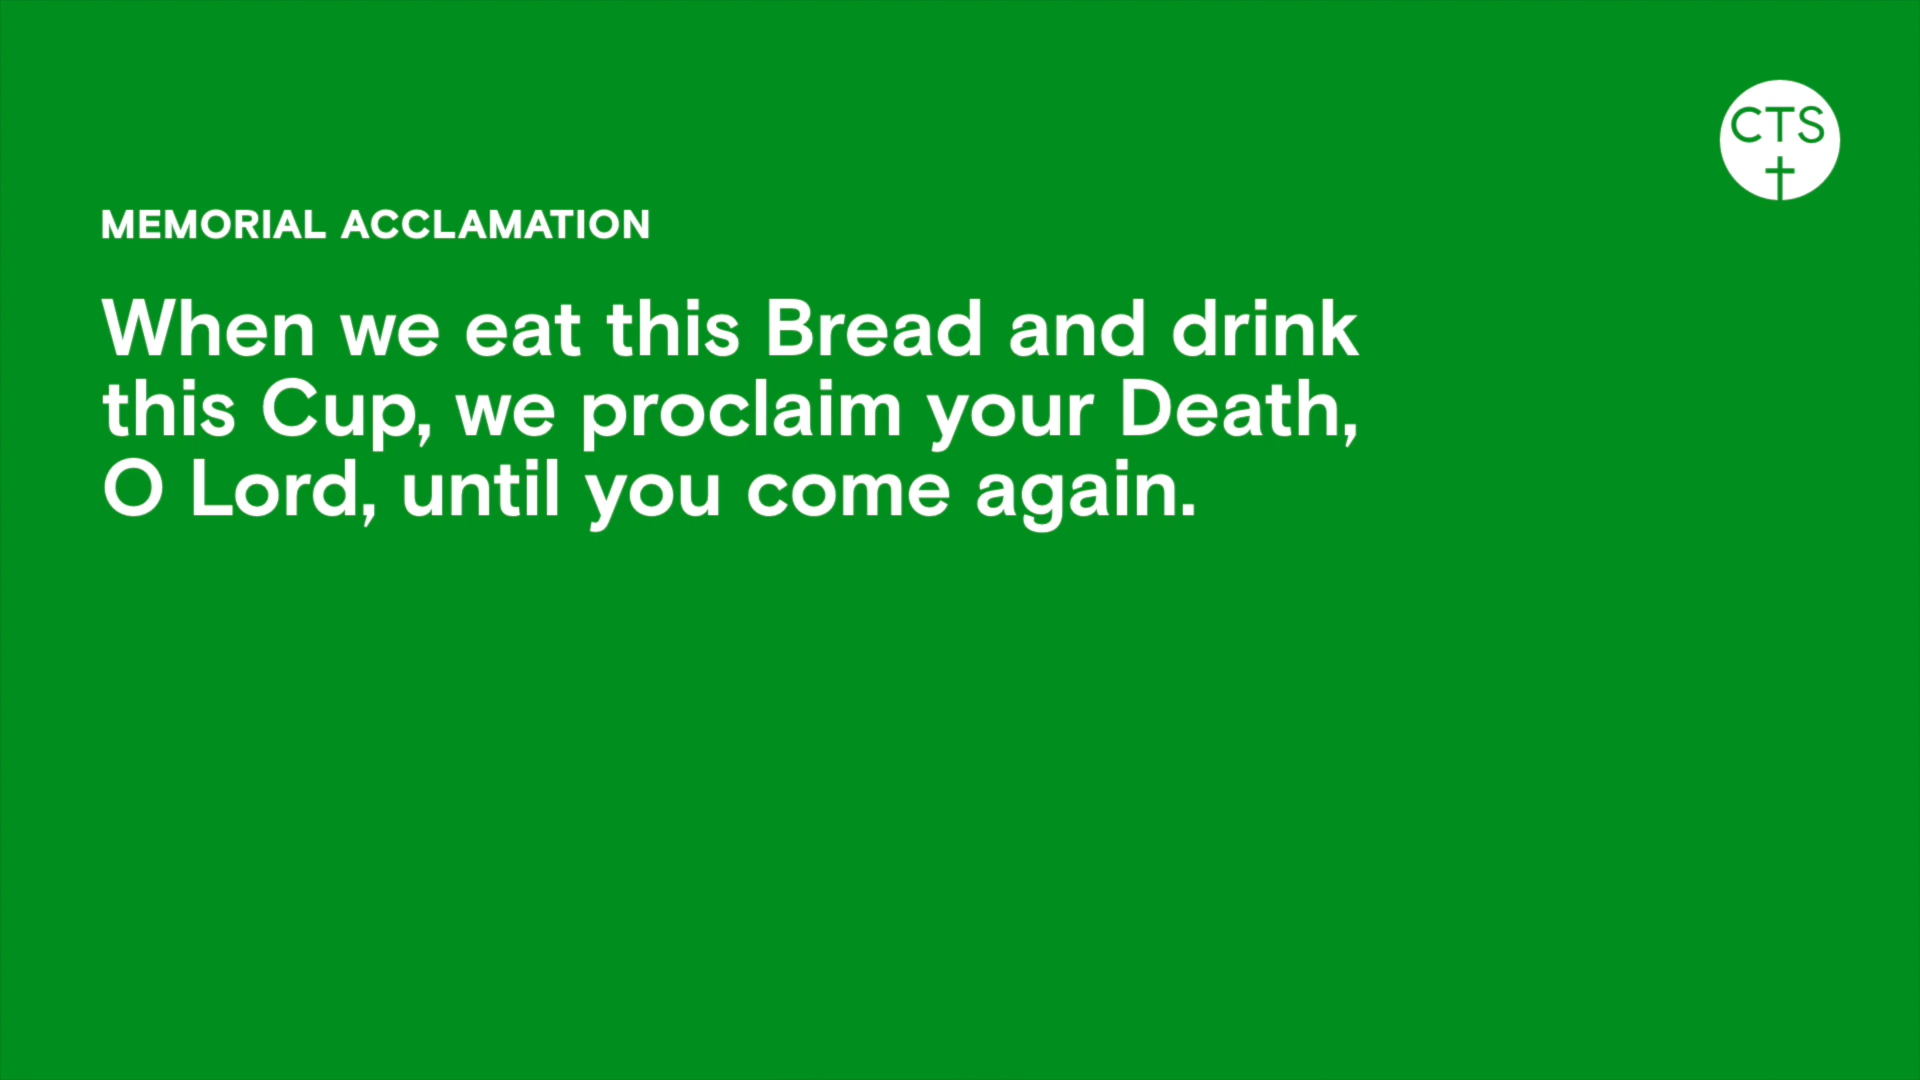 CTS
MEMORIAL ACCLAMATION
When we eat this Bread and drink
this Cup, we proclaim your Death,
O Lord, until you come again.